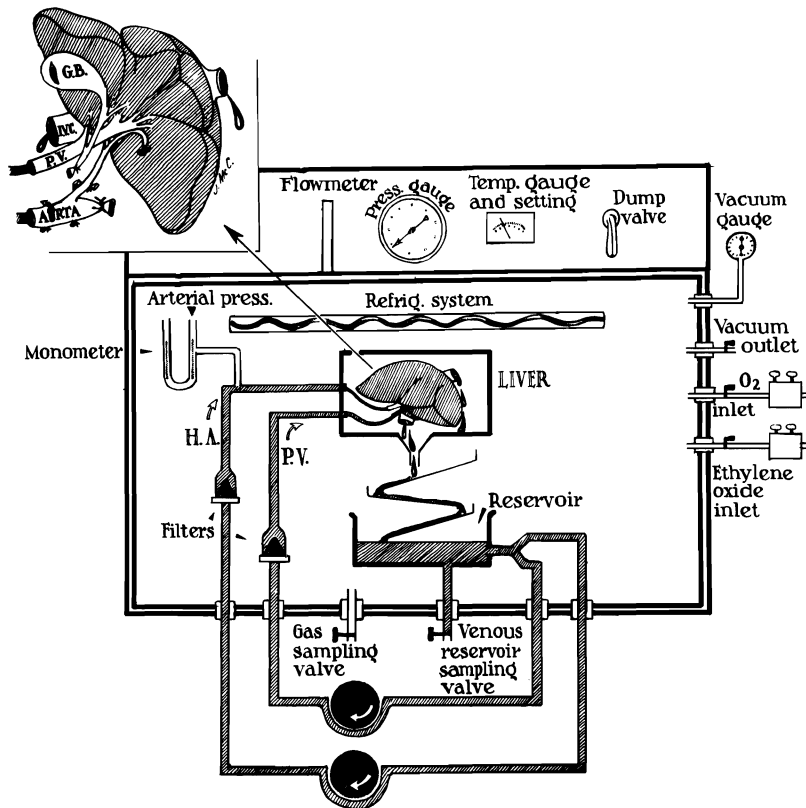 G.B.
I.V.C.
P.V.
AORTA
J. McC.
Flowmeter
Press. gauge
Temp. gauge
and setting
Dump
valve
Vacuum
gauge
Arterial press.
Refrig. system
Monometer
LIVER
Vacuum
outlet
O2
inlet
H.A.
P.V.
Ethylene
oxide
inlet
Reservoir
Filters
Gas
sampling
valve
Venous
reservoir
sampling
valve